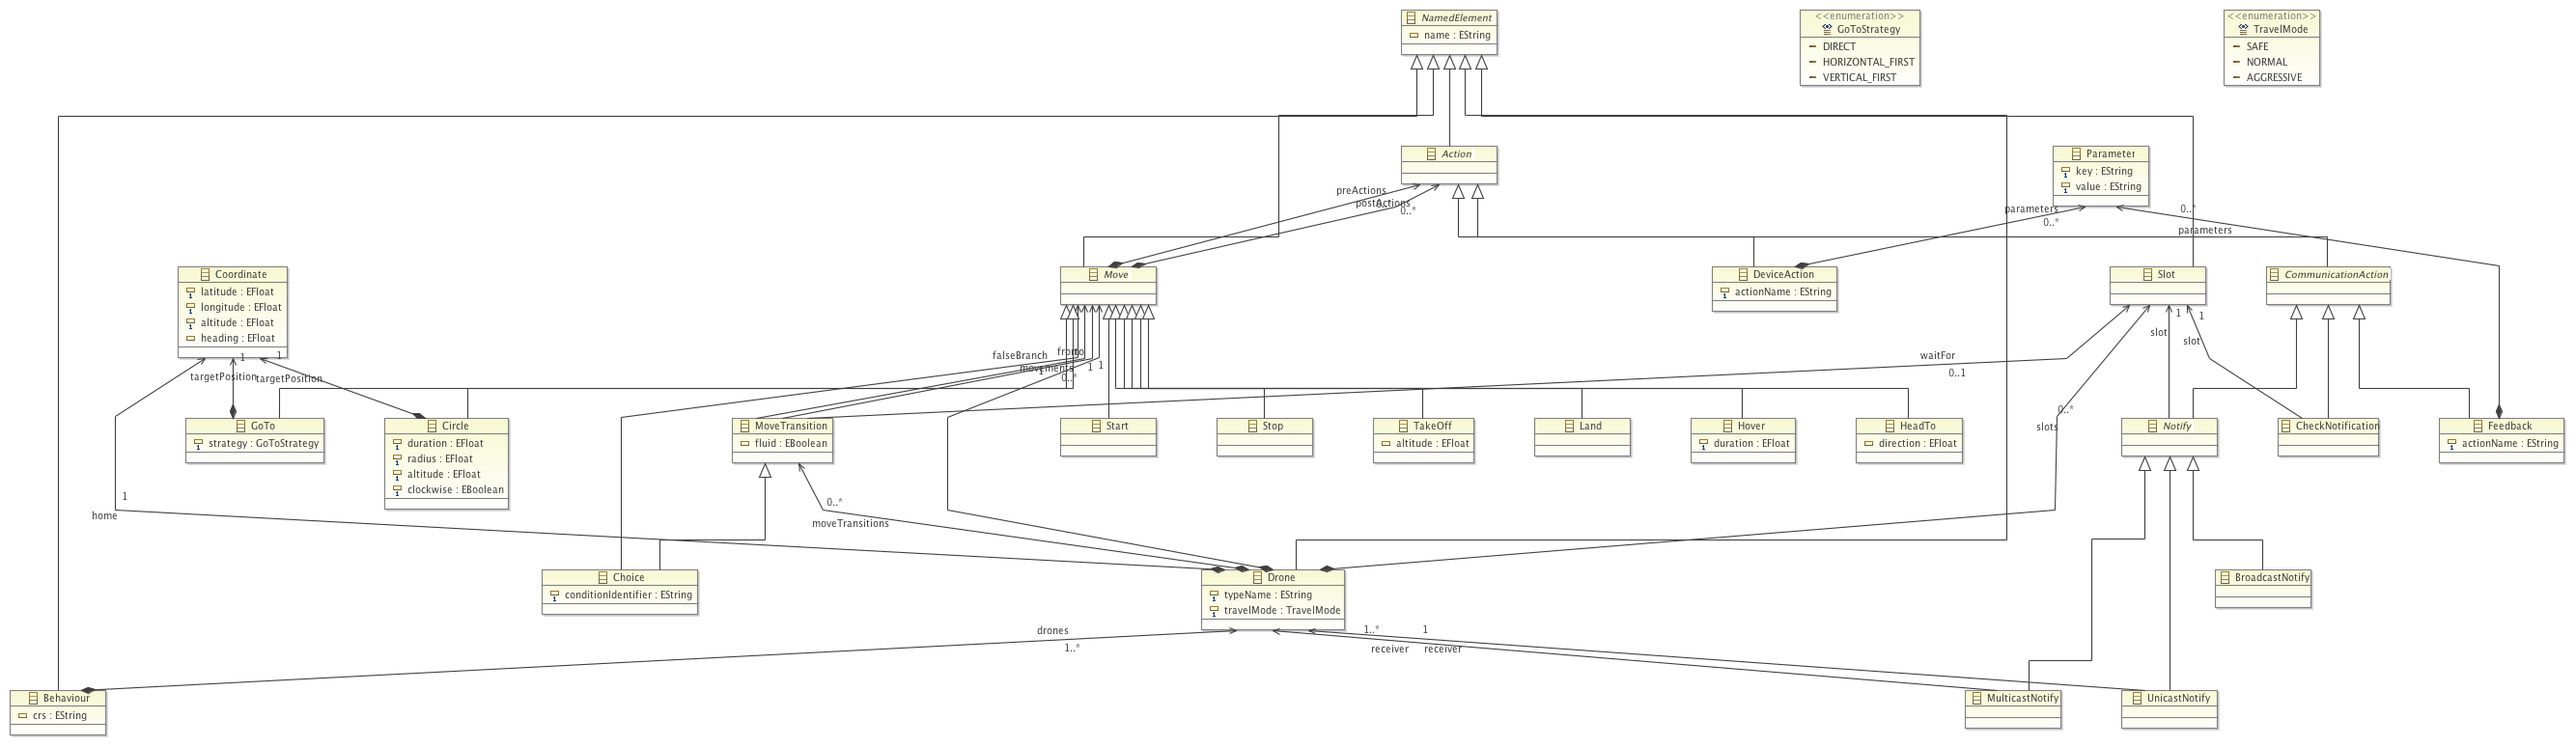 NamedElement
name : EString
<<enumeration>>
GoToStrategy
DIRECT
HORIZONTAL_FIRST
VERTICAL_FIRST
<<enumeration>>
TravelMode
SAFE
NORMAL
AGGRESSIVE
Action
Parameter
key : EString
value : EString
preActions
0..*
postActions
0..*
parameters
0..*
0..*
parameters
Coordinate
latitude : EFloat
longitude : EFloat
altitude : EFloat
heading : EFloat
Move
DeviceAction
actionName : EString
Slot
CommunicationAction
1
targetPosition
1
targetPosition
falseBranch
1
from
1
to
1
movements
0..*
waitFor
0..1
slot
1
slot
1
GoTo
strategy : GoToStrategy
Circle
duration : EFloat
radius : EFloat
altitude : EFloat
clockwise : EBoolean
MoveTransition
fluid : EBoolean
Start
Stop
TakeOff
altitude : EFloat
Land
Hover
duration : EFloat
HeadTo
direction : EFloat
0..*
slots
Notify
CheckNotification
Feedback
actionName : EString
1
home
0..*
moveTransitions
Choice
conditionIdentifier : EString
Drone
typeName : EString
travelMode : TravelMode
BroadcastNotify
drones
1..*
1..*
receiver
1
receiver
Behaviour
crs : EString
MulticastNotify
UnicastNotify